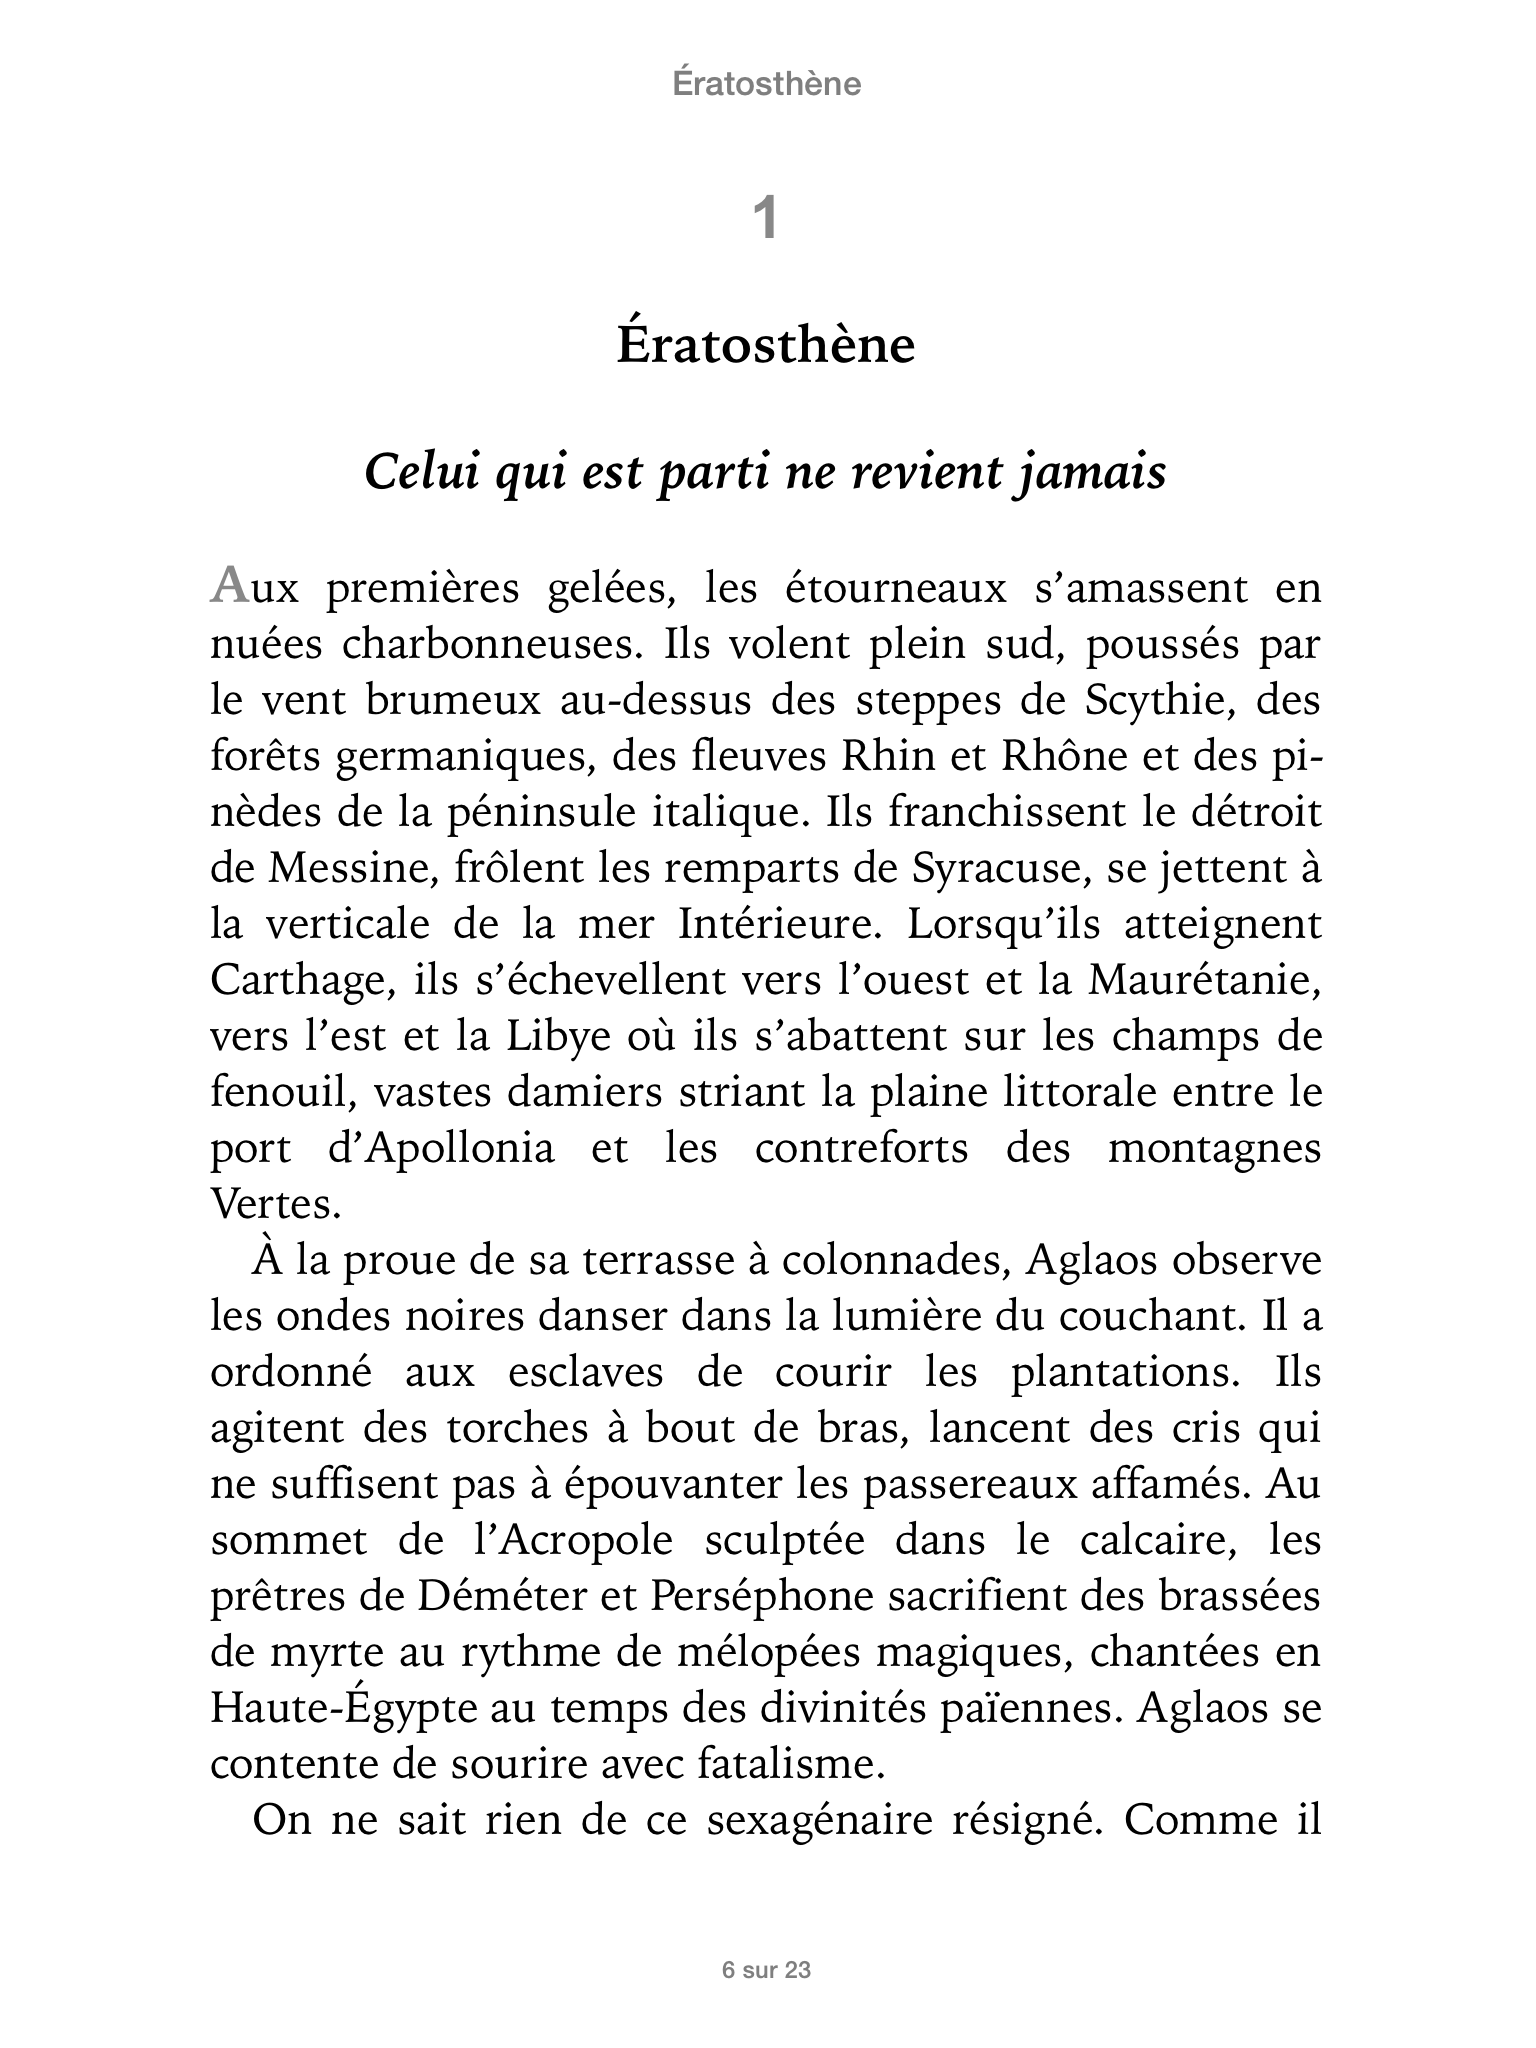 Ératosthène
1
Ératosthène
Celui qui est parti ne revient jamais
Aux premières gelées, les étourneaux s’amassent en
nuées charbonneuses. Ils volent plein sud, poussés par
le vent brumeux au-dessus des steppes de Scythie, des
forêts germaniques, des fleuves Rhin et Rhône et des pi-
nèdes de la péninsule italique. Ils franchissent le détroit
de Messine, frôlent les remparts de Syracuse, se jettent à
la verticale de la mer Intérieure. Lorsqu’ils atteignent
Carthage, ils s’échevellent vers l’ouest et la Maurétanie,
vers l’est et la Libye où ils s’abattent sur les champs de
fenouil, vastes damiers striant la plaine littorale entre le
port d’Apollonia et les contreforts des montagnes
Vertes.
À la proue de sa terrasse à colonnades, Aglaos observe
les ondes noires danser dans la lumière du couchant. Il a
ordonné aux esclaves de courir les plantations. Ils
agitent des torches à bout de bras, lancent des cris qui
ne suffisent pas à épouvanter les passereaux affamés. Au
sommet de l’Acropole sculptée dans le calcaire, les
prêtres de Déméter et Perséphone sacrifient des brassées
de myrte au rythme de mélopées magiques, chantées en
Haute-Égypte au temps des divinités païennes. Aglaos se
contente de sourire avec fatalisme.
On ne sait rien de ce sexagénaire résigné. Comme il
6 sur 23